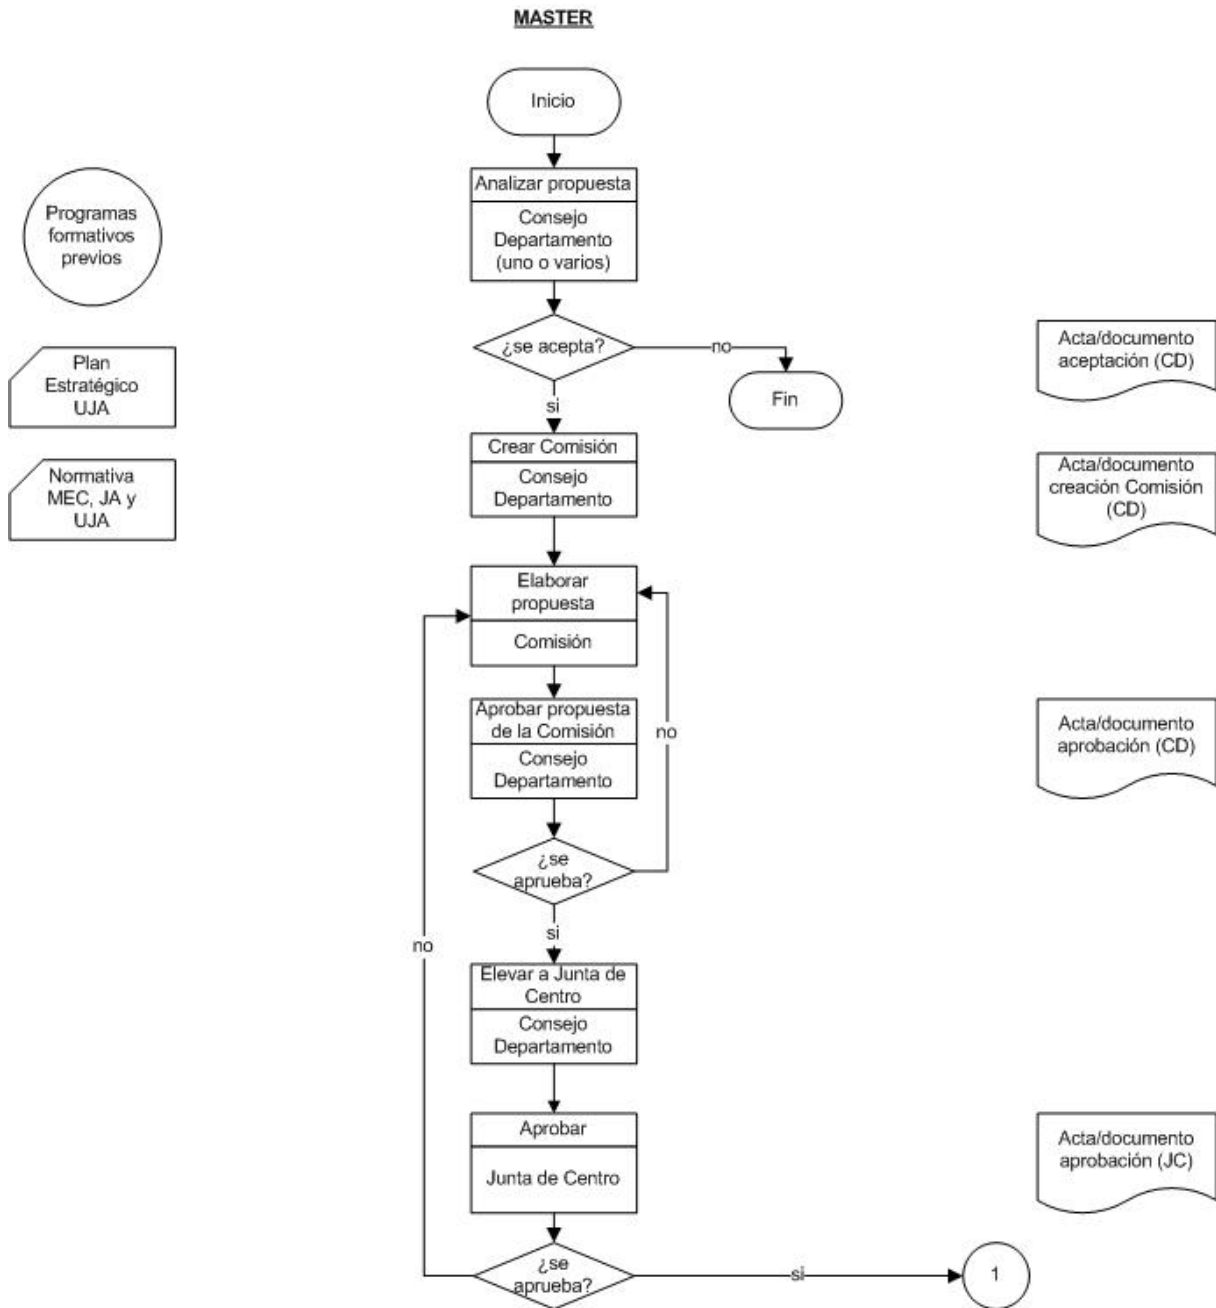 MASTER
Inicio
Analizar propuesta
Consejo
Departamento
(uno o varios)
Programas
formativos
previos
¿se acepta?
no
Fin
si
Plan
Estratégico
UJA
Acta/documento
aceptación (CD)
Crear Comisión
Consejo
Departamento
Normativa
MEC, JA y
UJA
Acta/documento
creación Comisión
(CD)
Elaborar
propuesta
Comisión
Aprobar propuesta
de la Comisión
Consejo
Departamento
no
Acta/documento
aprobación (CD)
¿se
aprueba?
si
no
Elevar a Junta de
Centro
Consejo
Departamento
Aprobar
Junta de Centro
Acta/documento
aprobación (JC)
¿se
aprueba?
si
1